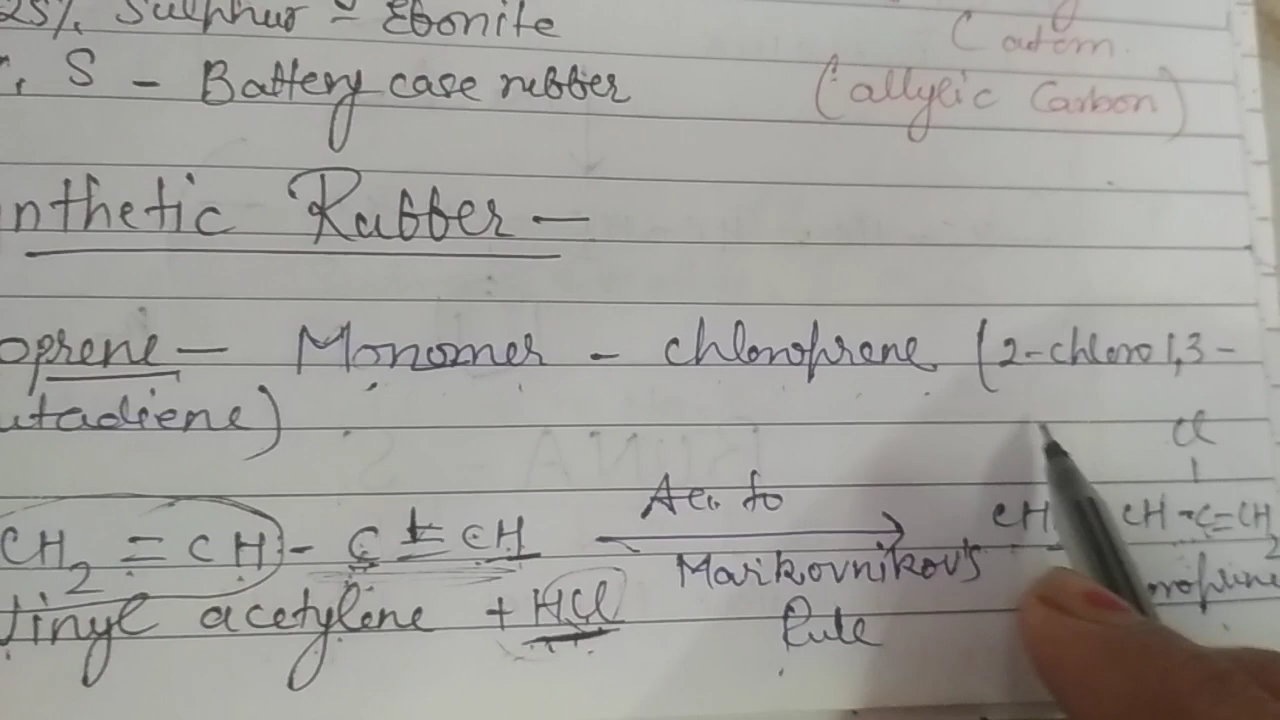 25% Sulphur - Ebonite
C atom
S - Battery case rubber
(allylic Carbon)
nthetic Rubber -
oprene - Monomer - chloroprene (2-chloro 1,3 -
utadiene)
Cl
CH2 = CH - C ≡ CH Acc. to CH CH - C = CH2
Markovnikov's
Rule
vinyl acetylene + HCl